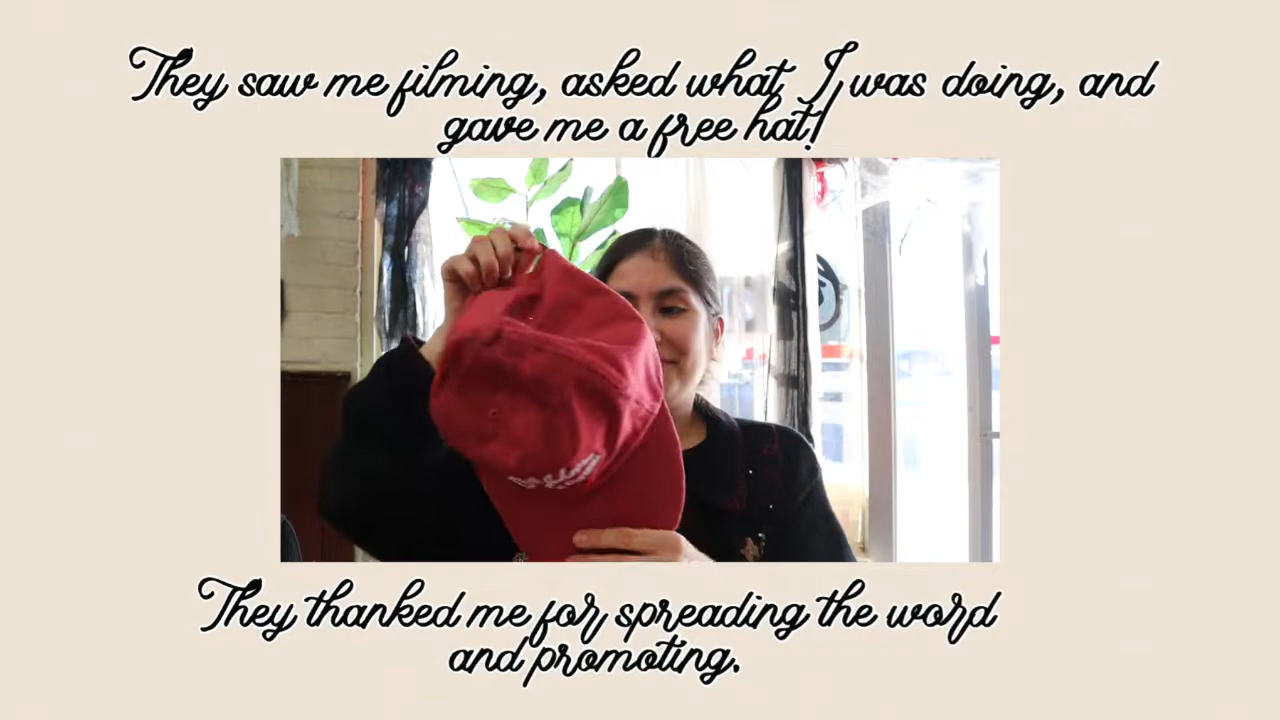 They saw me filming, asked what I was doing, and
gave me a free hat!
They thanked me for spreading the word
and promoting.